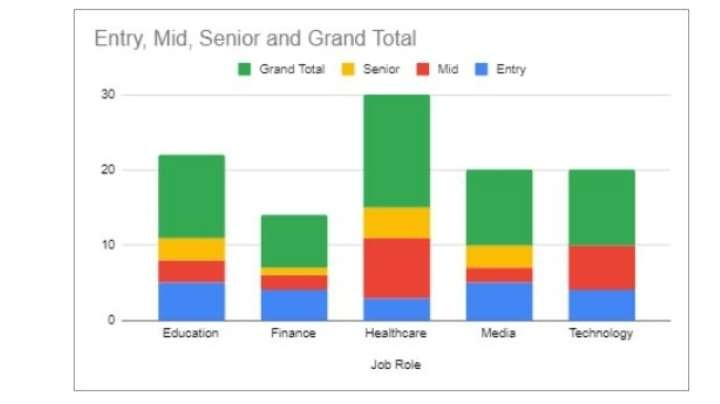 Entry, Mid, Senior and Grand Total
Grand Total Senior Mid Entry
30
20
10
0
Education Finance Healthcare Media Technology
Job Role